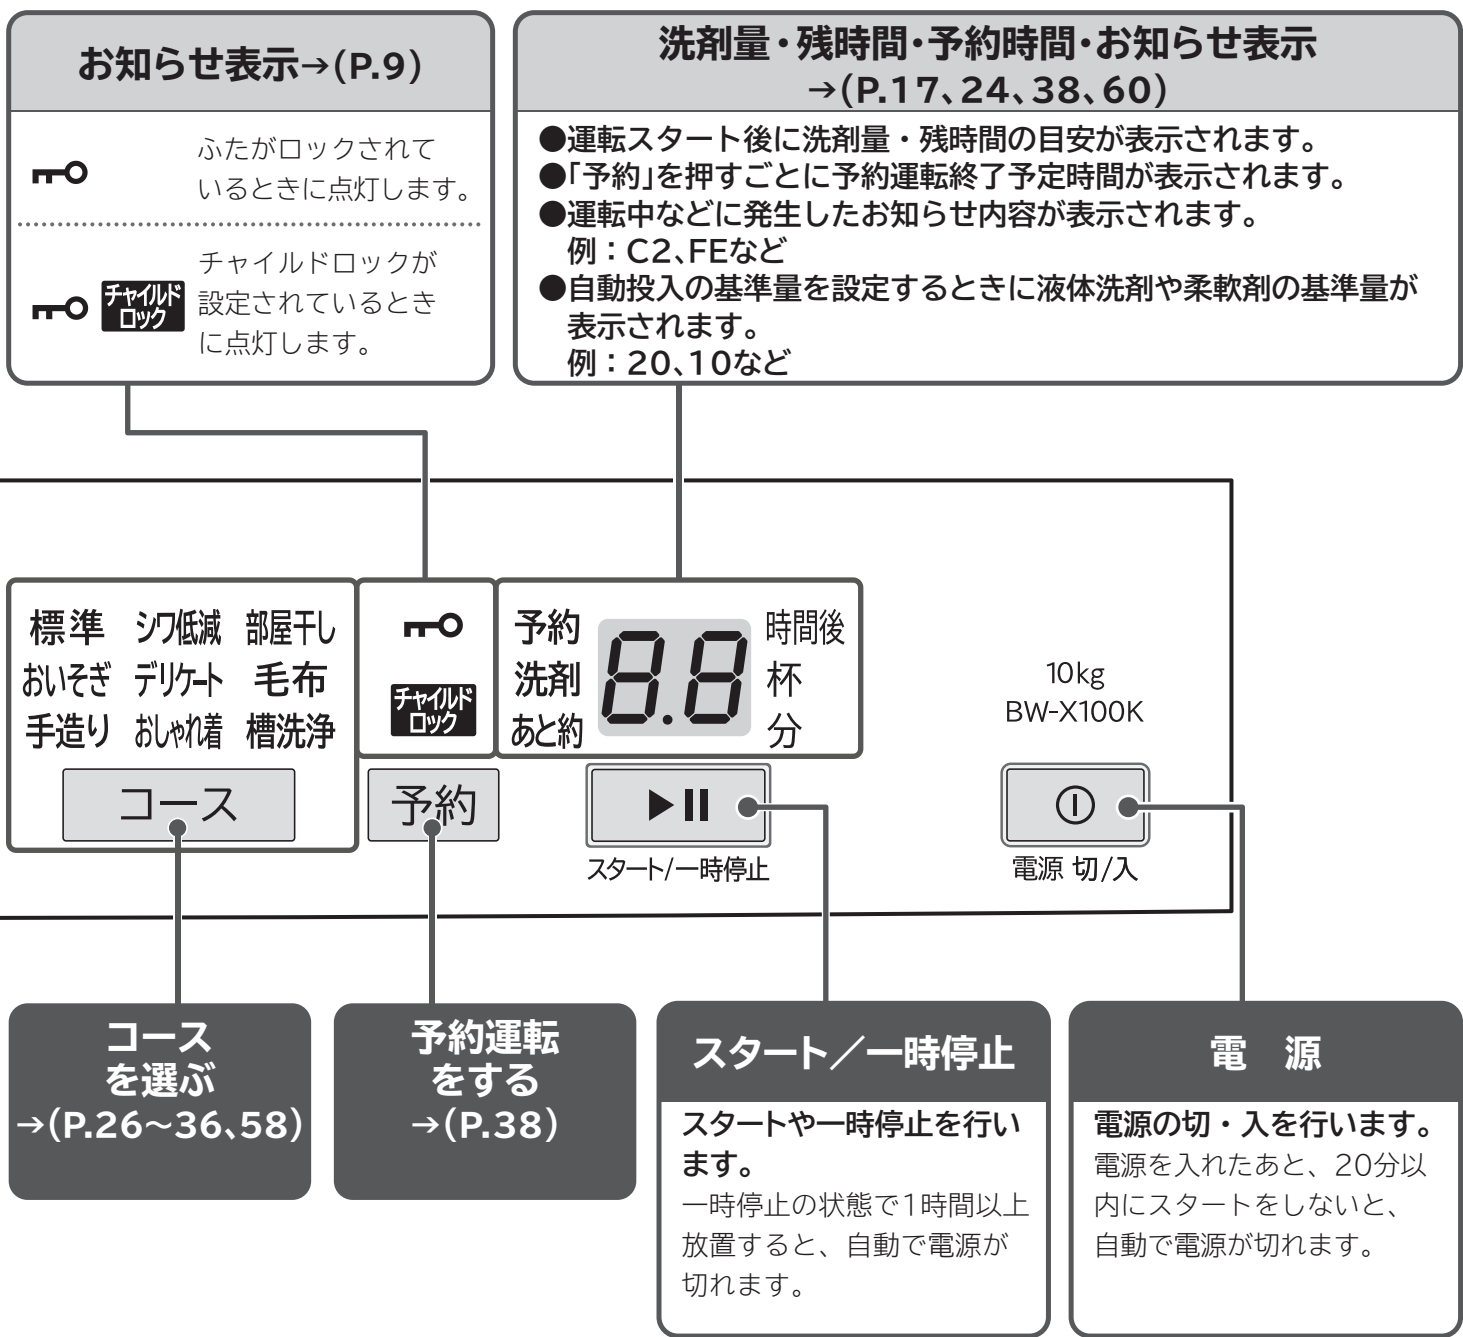 お知らせ表示→(P.9)
ふたがロックされて
いるときに点灯します。
チャイルド
ロック
チャイルドロックが
設定されているとき
に点灯します。
洗剤量・残時間・予約時間・お知らせ表示
→(P.17、24、38、60)
●運転スタート後に洗剤量・残時間の目安が表示されます。
●「予約」を押すごとに予約運転終了予定時間が表示されます。
●運転中などに発生したお知らせ内容が表示されます。
例：C2、FEなど
●自動投入の基準量を設定するときに液体洗剤や柔軟剤の基準量が
表示されます。
例：20、10など
標準 シワ低減 部屋干し
おいそぎ デリケート 毛布
手造り おしゃれ着 槽洗浄
コース
チャイルド
ロック
予約
予約 時間後
洗剤 8.8 杯
あと約 分
スタート/一時停止
10kg
BW-X100K
電源 切/入
コース
を選ぶ
→(P.26〜36、58)
予約運転
をする
→(P.38)
スタート／一時停止
スタートや一時停止を行い
ます。
一時停止の状態で1時間以上
放置すると、自動で電源が
切れます。
電 源
電源の切・入を行います。
電源を入れたあと、20分以
内にスタートをしないと、
自動で電源が切れます。